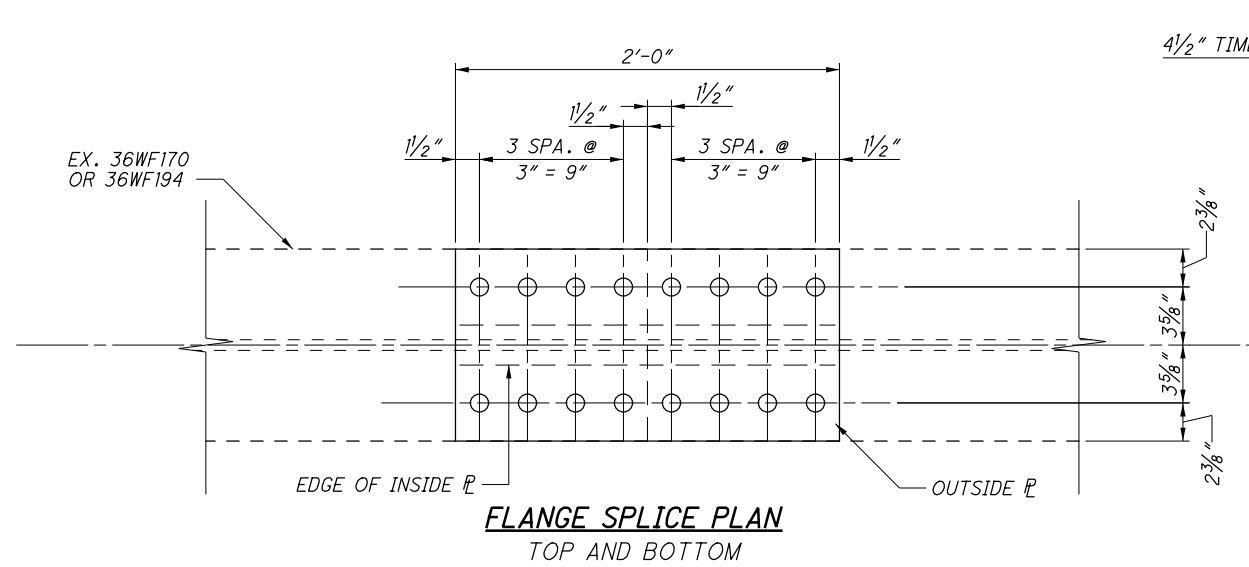 4½" TIM
2'-0"
1½"
1½"
1½"
3 SPA. @
3" = 9"
3 SPA. @
3" = 9"
1½"
EX. 36WF170
OR 36WF194
2⅜"
3⅝"
3⅝"
2⅜"
EDGE OF INSIDE ℄
OUTSIDE ℄
FLANGE SPLICE PLAN
TOP AND BOTTOM